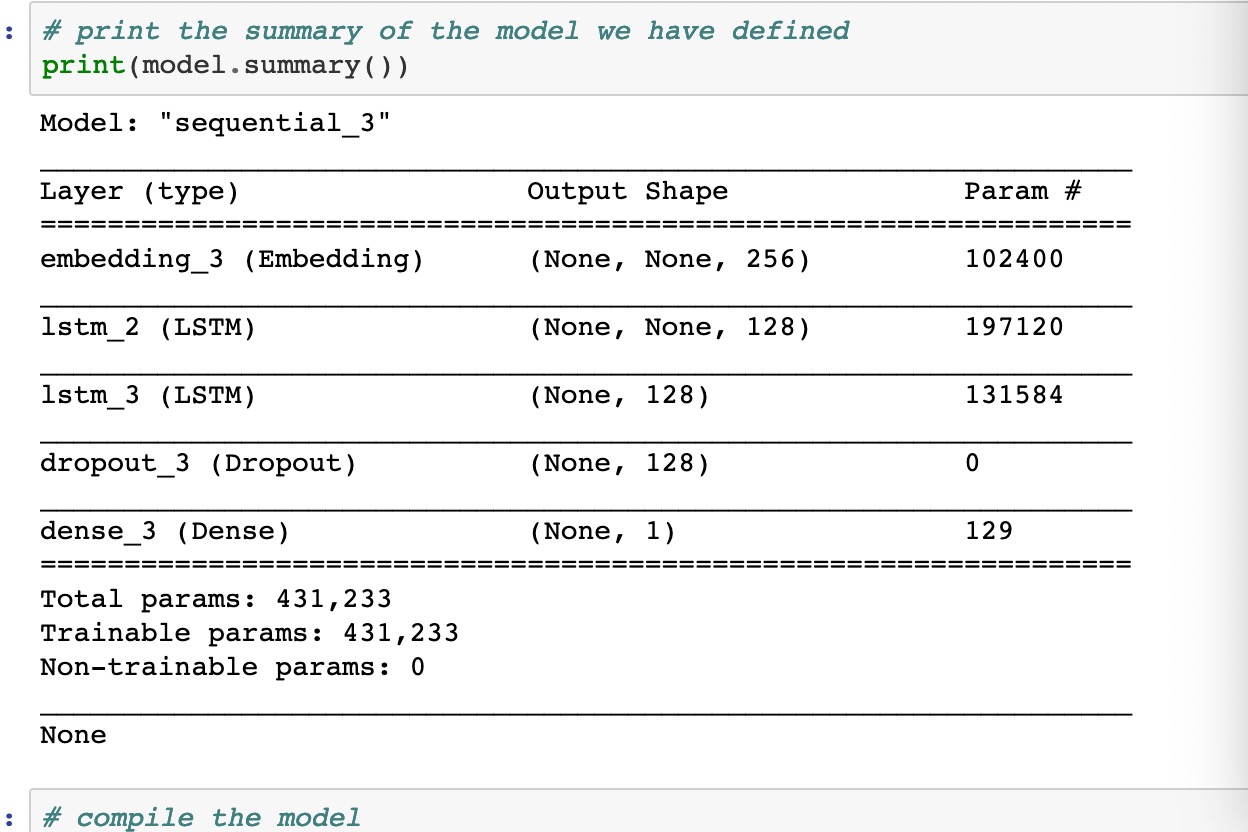 : # print the summary of the model we have defined
print(model.summary())
Model: "sequential_3"
_________________________________________________________________
Layer (type)                 Output Shape              Param #
=================================================================
embedding_3 (Embedding)      (None, None, 256)         102400
_________________________________________________________________
lstm_2 (LSTM)                (None, None, 128)         197120
_________________________________________________________________
lstm_3 (LSTM)                (None, 128)               131584
_________________________________________________________________
dropout_3 (Dropout)          (None, 128)               0
_________________________________________________________________
dense_3 (Dense)              (None, 1)                 129
=================================================================
Total params: 431,233
Trainable params: 431,233
Non-trainable params: 0
_________________________________________________________________
None
: # compile the model